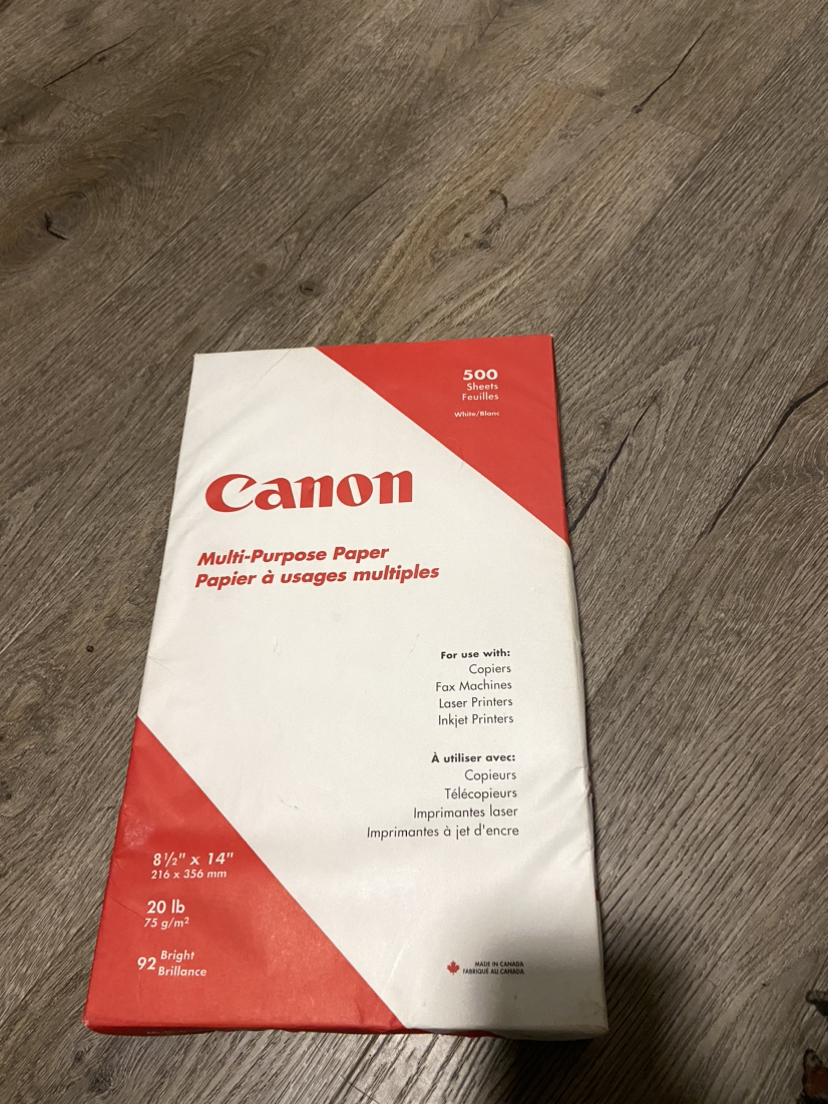 500
Sheets
Feuilles
White/Blanc
Canon
Multi-Purpose Paper
Papier à usages multiples
For use with:
Copiers
Fax Machines
Laser Printers
Inkjet Printers
À utiliser avec:
Copieurs
Télécopieurs
Imprimantes laser
Imprimantes à jet d'encre
8½" x 14"
216 x 356 mm
20 lb
75 g/m²
92 Bright
Brillance
MADE IN CANADA
FABRIQUÉ AU CANADA